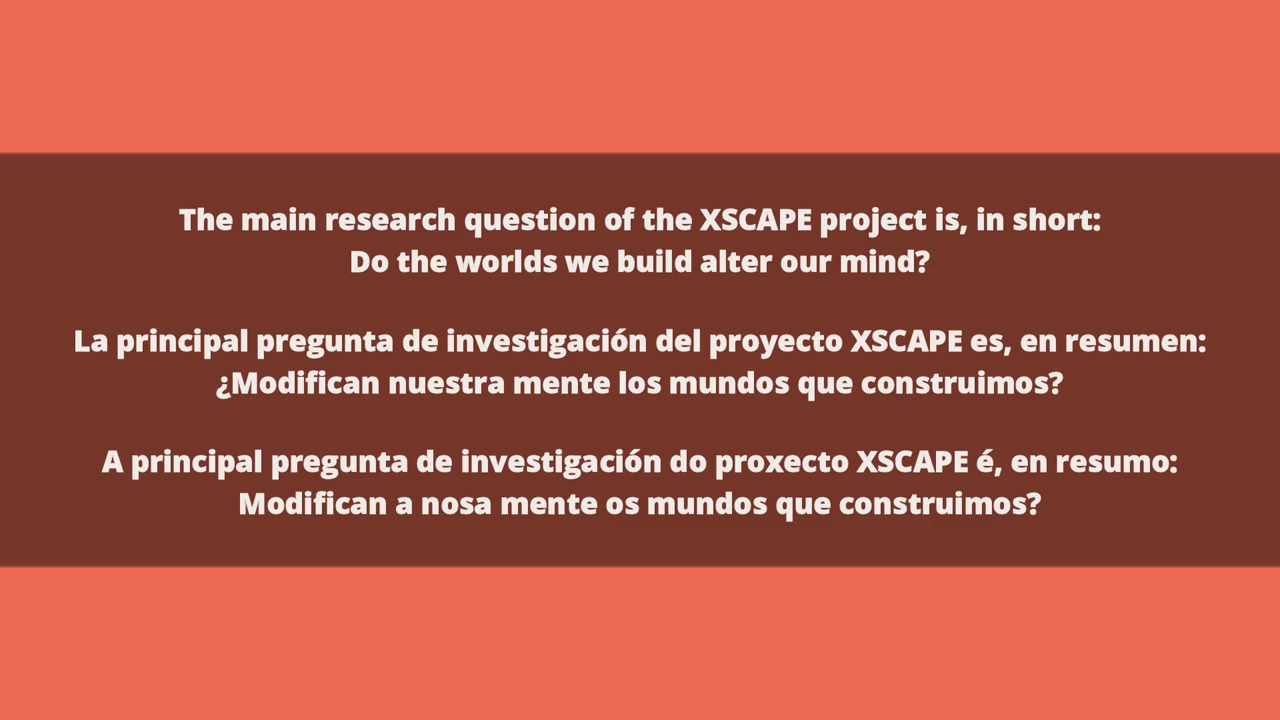 The main research question of the XSCAPE project is, in short:
Do the worlds we build alter our mind?
La principal pregunta de investigación del proyecto XSCAPE es, en resumen:
¿Modifican nuestra mente los mundos que construimos?
A principal pregunta de investigación do proxecto XSCAPE é, en resumo:
Modifican a nosa mente os mundos que construimos?